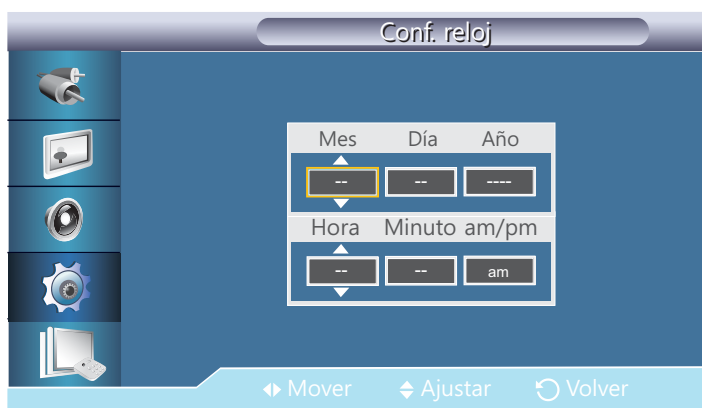 Conf. reloj
Mes Día Año
-- -- ----
Hora Minuto am/pm
-- -- am
Mover Ajustar Volver